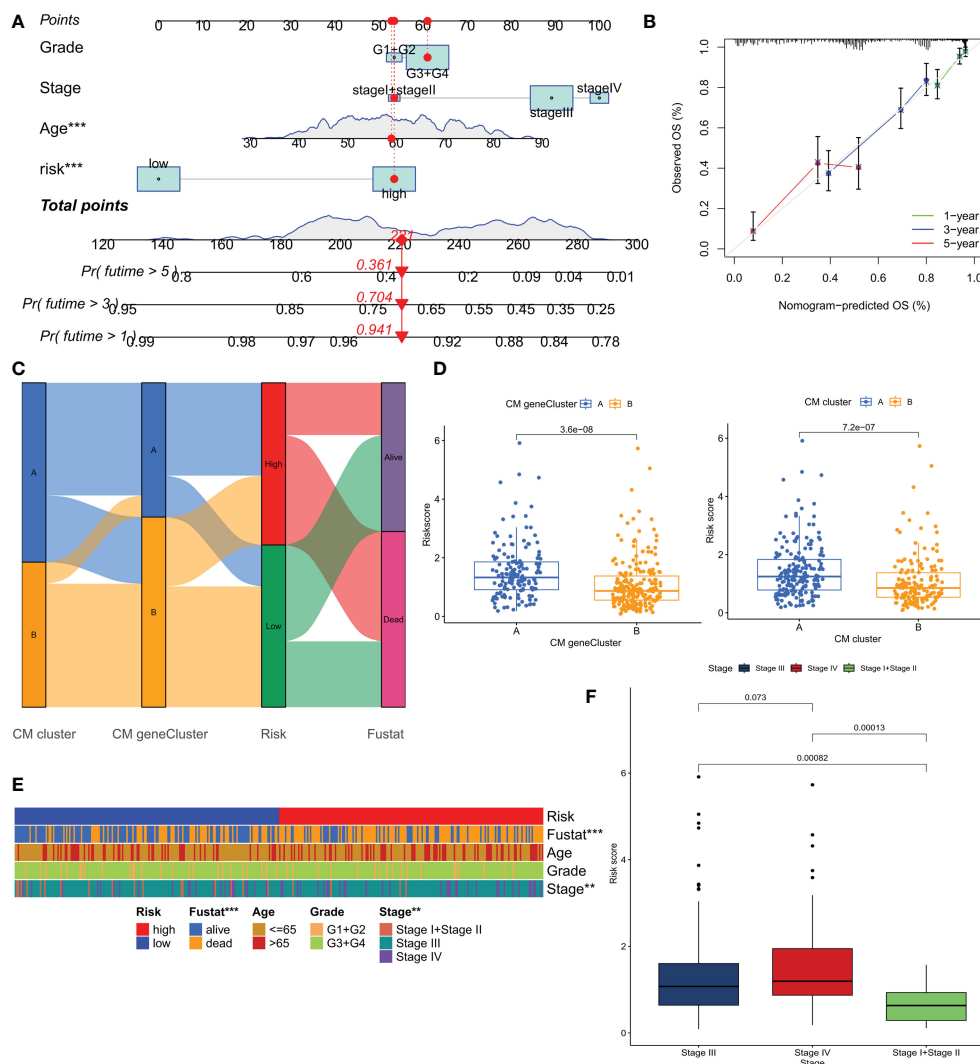 A
Points
0 10 20 30 40 50 60 70 80 90 100
Grade
G1+G2
G3+G4
Stage
stageI+stageII
stageIII
stageIV
Age***
30 40 50 60 70 80 90
risk***
low
high
Total points
120 140 160 180 200 220 240 260 280 300
Pr( futime > 5 )
0.8 0.6 0.4 0.2 0.09 0.04 0.01
0.361
Pr( futime > 3 )
0.95 0.85 0.75 0.65 0.55 0.45 0.35 0.25
0.704
Pr( futime > 1 )
0.99 0.98 0.97 0.96 0.92 0.88 0.84 0.78
0.941
B
Observed OS (%)
1.0
0.8
0.6
0.4
0.2
0.0
0.0 0.2 0.4 0.6 0.8 1.0
Nomogram−predicted OS (%)
1−year
3−year
5−year
C
A
B
A
B
High
Low
Alive
Dead
CM cluster
CM geneCluster
Risk
Fustat
D
CM geneCluster A B
3.6e−08
Riskscore
6
4
2
0
A B
CM geneCluster
CM cluster A B
7.2e−07
Risk score
6
4
2
0
A B
CM cluster
E
Risk
Fustat***
Age
Grade
Stage**
Risk
high
low
Fustat***
alive
dead
Age
<=65
>65
Grade
G1+G2
G3+G4
Stage**
Stage I+Stage II
Stage III
Stage IV
F
Stage Stage III Stage IV Stage I+Stage II
0.073
0.00013
0.00082
Risk score
6
4
2
0
Stage III Stage IV Stage I+Stage II
Stage